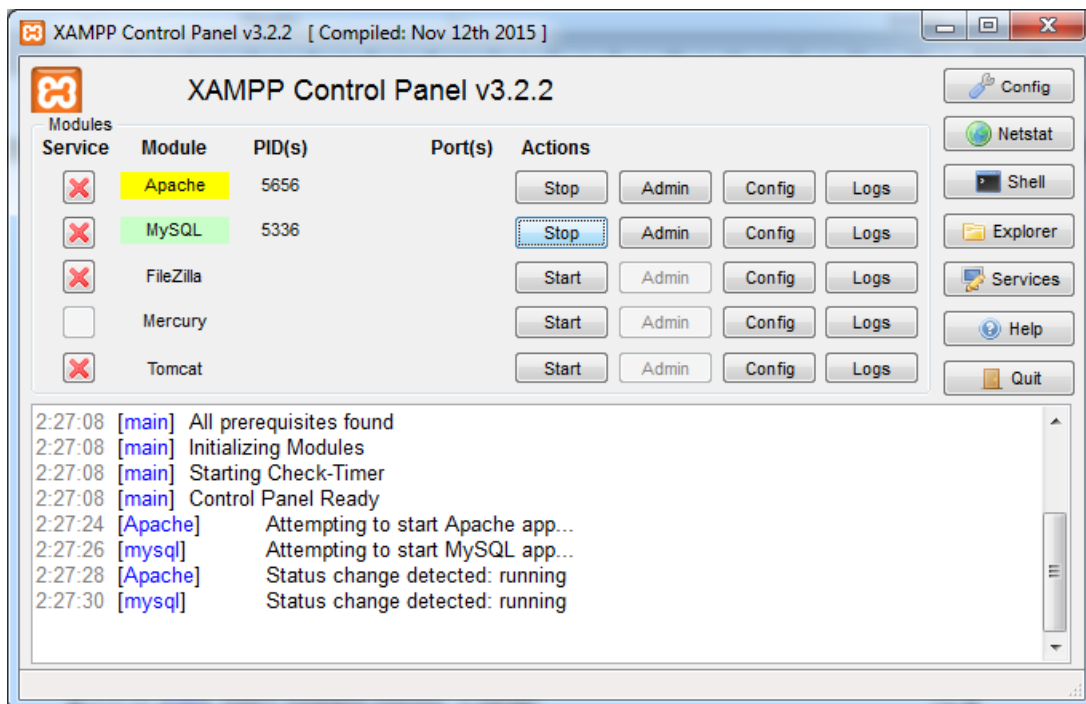 XAMPP Control Panel v3.2.2 [ Compiled: Nov 12th 2015 ]
XAMPP Control Panel v3.2.2
Modules
Service Module PID(s) Port(s) Actions
Apache 5656 Stop Admin Config Logs
MySQL 5336 Stop Admin Config Logs
FileZilla Start Admin Config Logs
Mercury Start Admin Config Logs
Tomcat Start Admin Config Logs
Config
Netstat
Shell
Explorer
Services
Help
Quit
2:27:08 [main] All prerequisites found
2:27:08 [main] Initializing Modules
2:27:08 [main] Starting Check-Timer
2:27:08 [main] Control Panel Ready
2:27:24 [Apache] Attempting to start Apache app...
2:27:26 [mysql] Attempting to start MySQL app...
2:27:28 [Apache] Status change detected: running
2:27:30 [mysql] Status change detected: running